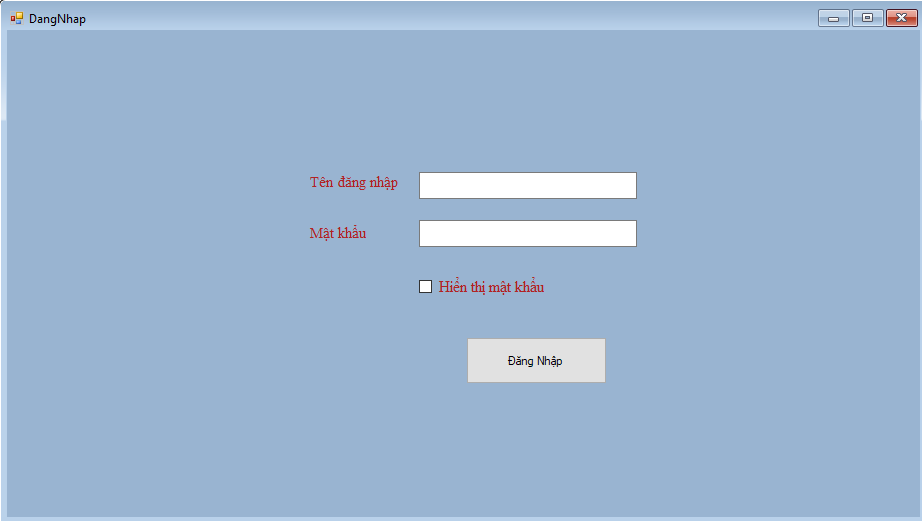 DangNhap
Tên đăng nhập
Mật khẩu
Hiển thị mật khẩu
Đăng Nhập